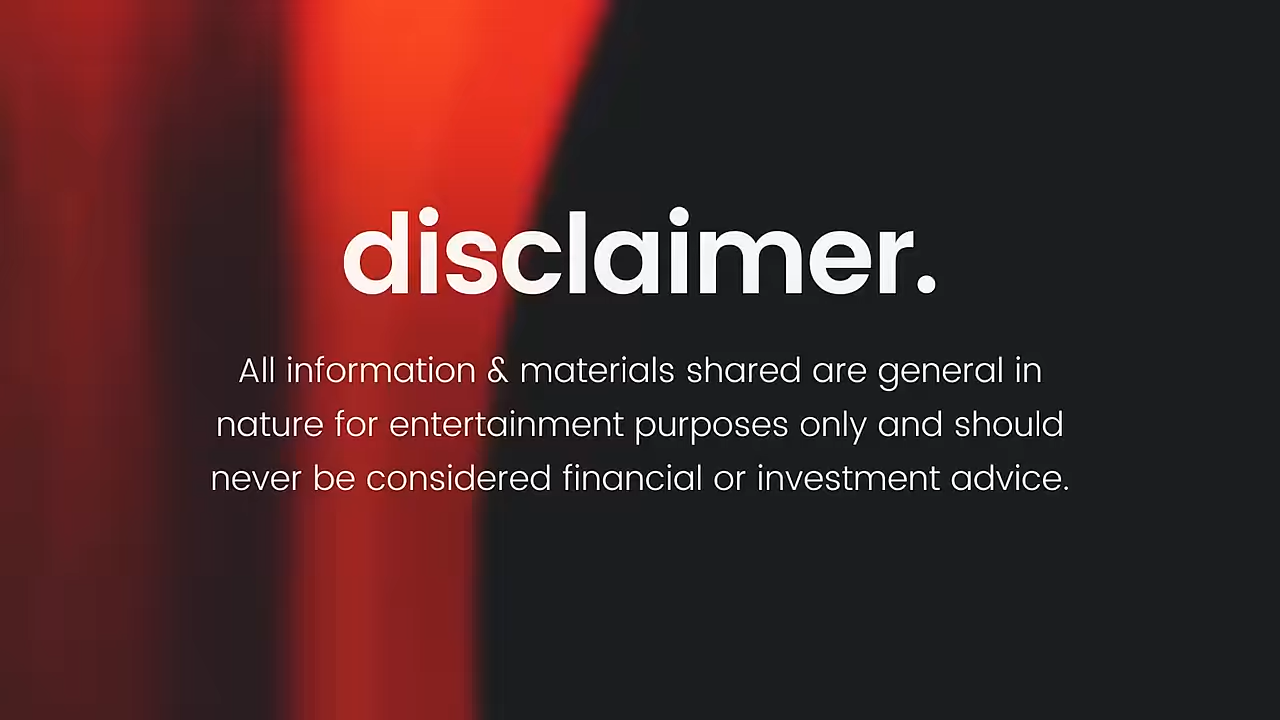 disclaimer.
All information & materials shared are general in
nature for entertainment purposes only and should
never be considered financial or investment advice.